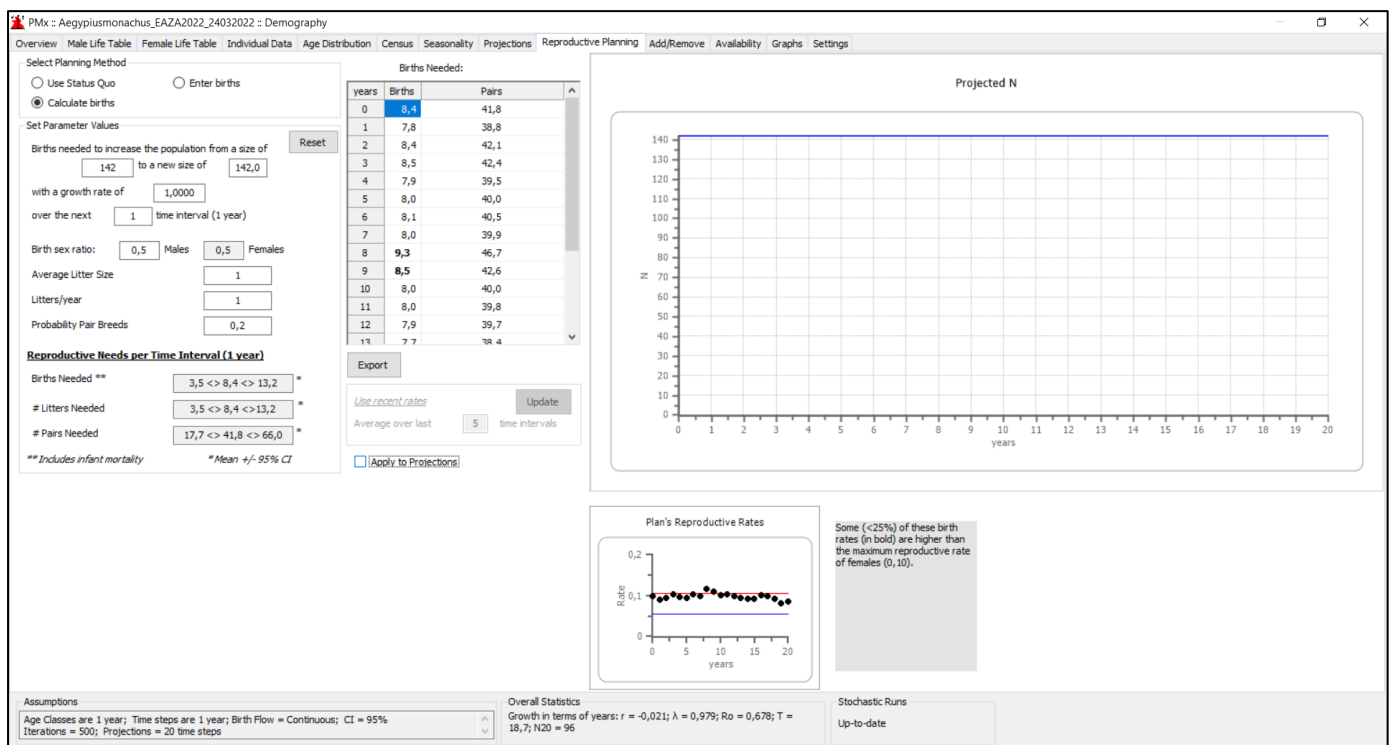 PMx :: Aegypiusmonachus_EAZA2022_24032022 :: Demography
Overview Male Life Table Female Life Table Individual Data Age Distribution Census Seasonality Projections Reproductive Planning Add/Remove Availability Graphs Settings
Select Planning Method
Use Status Quo Enter births
Calculate births
Set Parameter Values
Reset
Births needed to increase the population from a size of
142 to a new size of 142,0
with a growth rate of 1,0000
over the next 1 time interval (1 year)
Birth sex ratio: 0,5 Males 0,5 Females
Average Litter Size 1
Litters/year 1
Probability Pair Breeds 0,2
Reproductive Needs per Time Interval (1 year)
Births Needed ** 3,5 <> 8,4 <> 13,2 *
# Litters Needed 3,5 <> 8,4 <>13,2 *
# Pairs Needed 17,7 <> 41,8 <> 66,0 *
** Includes infant mortality * Mean +/- 95% CI
Births Needed:
years Births Pairs
0 8,4 41,8
1 7,8 38,8
2 8,4 42,1
3 8,5 42,4
4 7,9 39,5
5 8,0 40,0
6 8,1 40,5
7 8,0 39,9
8 9,3 46,7
9 8,5 42,6
10 8,0 40,0
11 8,0 39,8
12 7,9 39,7
13 7,7 38,4
Export
Use recent rates
Update
Average over last 5 time intervals
Apply to Projections
Projected N
140
130
120
110
100
90
80
70
60
50
40
30
20
10
0
N
0 1 2 3 4 5 6 7 8 9 10 11 12 13 14 15 16 17 18 19 20
years
Plan's Reproductive Rates
0,2
0,1
0
Rate
0 5 10 15 20
years
Some (<25%) of these birth
rates (in bold) are higher than
the maximum reproductive rate
of females (0,10).
Assumptions
Age Classes are 1 year; Time steps are 1 year; Birth Flow = Continuous; CI = 95%
Iterations = 500; Projections = 20 time steps
Overall Statistics
Growth in terms of years: r = -0,021; λ = 0,979; Ro = 0,678; T =
18,7; N20 = 96
Stochastic Runs
Up-to-date